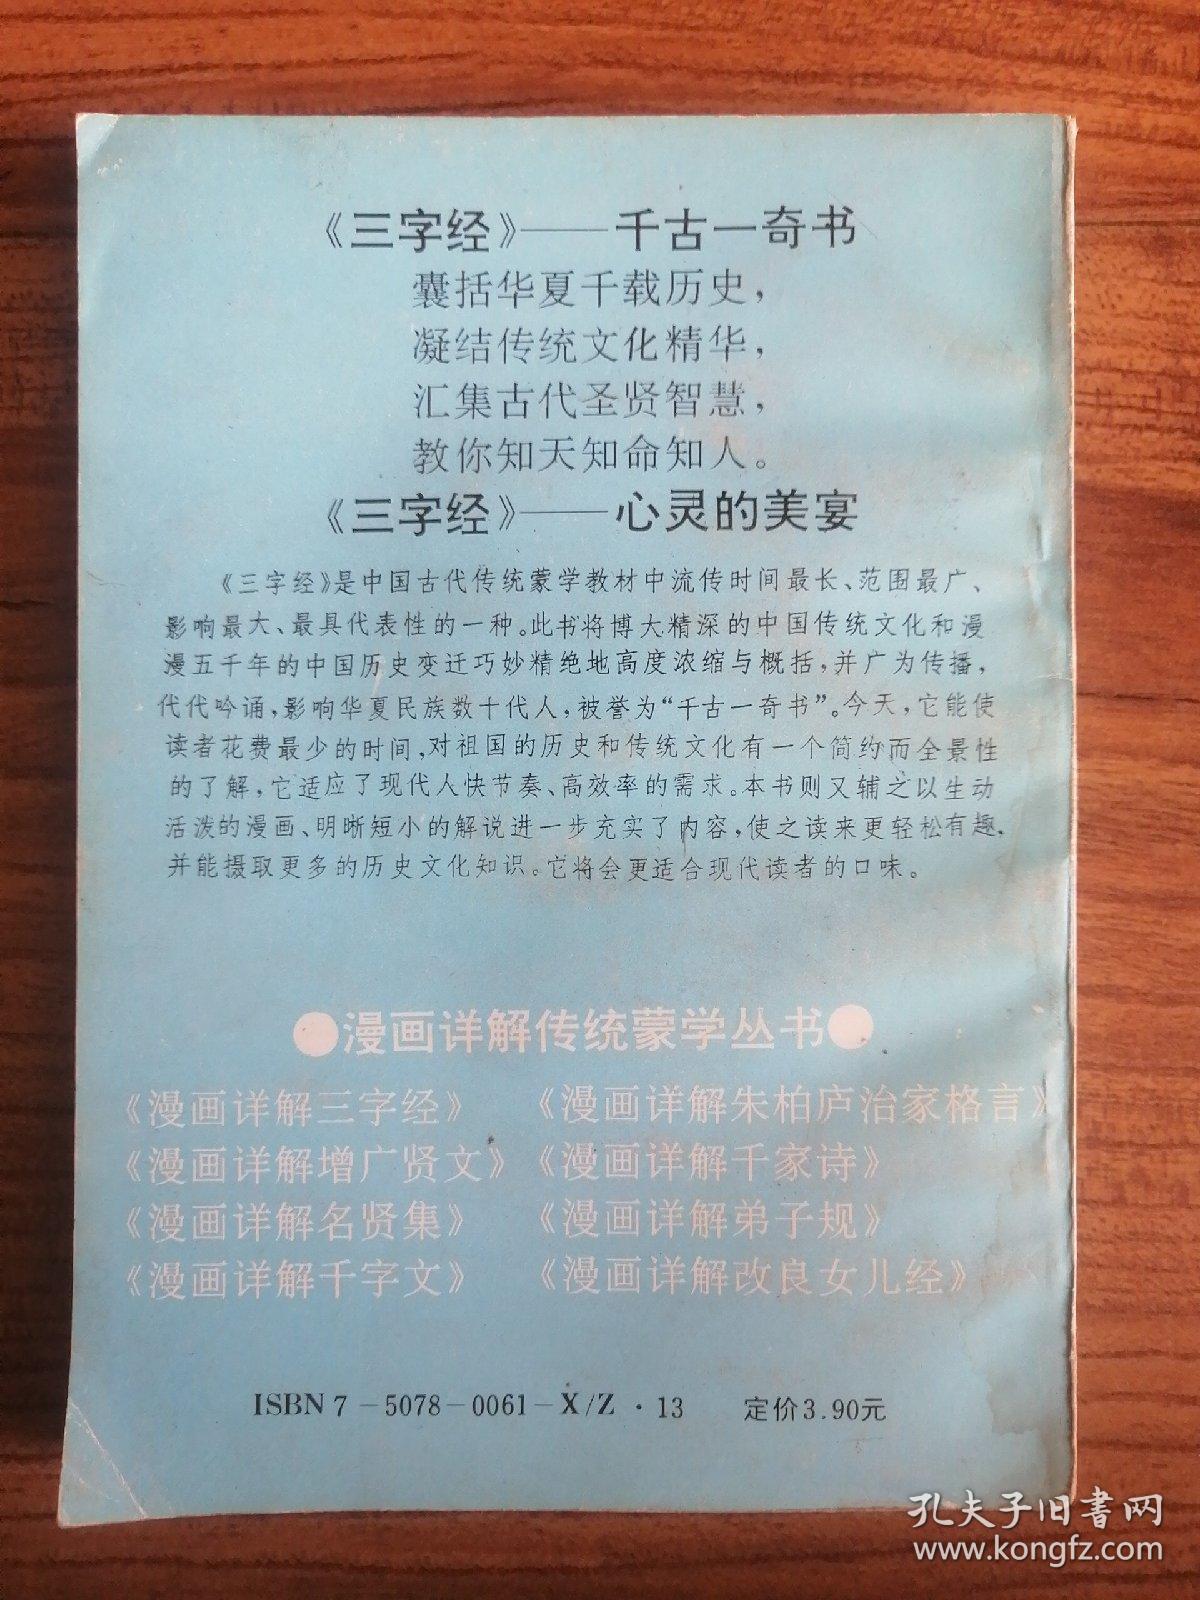 《三字经》——千古一奇书
囊括华夏千载历史，
凝结传统文化精华，
汇集古代圣贤智慧，
教你知天知命知人。
《三字经》——心灵的美宴
《三字经》是中国古代传统蒙学教材中流传时间最长、范围最广、
影响最大、最具代表性的一种。此书将博大精深的中国传统文化和漫
漫五千年的中国历史变迁巧妙精绝地高度浓缩与概括，并广为传播，
代代吟诵，影响华夏民族数十代人，被誉为“千古一奇书”。今天，它能使
读者花费最少的时间，对祖国的历史和传统文化有一个简约而全景性
的了解，它适应了现代人快节奏、高效率的需求。本书则又辅之以生动
活泼的漫画、明晰短小的解说进一步充实了内容，使之读来更轻松有趣，
并能摄取更多的历史文化知识。它将会更适合现代读者的口味。
●漫画详解传统蒙学丛书●
《漫画详解三字经》 《漫画详解朱柏庐治家格言》
《漫画详解增广贤文》 《漫画详解千家诗》
《漫画详解名贤集》 《漫画详解弟子规》
《漫画详解千字文》 《漫画详解改良女儿经》
ISBN 7－5078－0061－X/Z·13 定价3.90元
孔夫子旧书网
www.kongfz.com